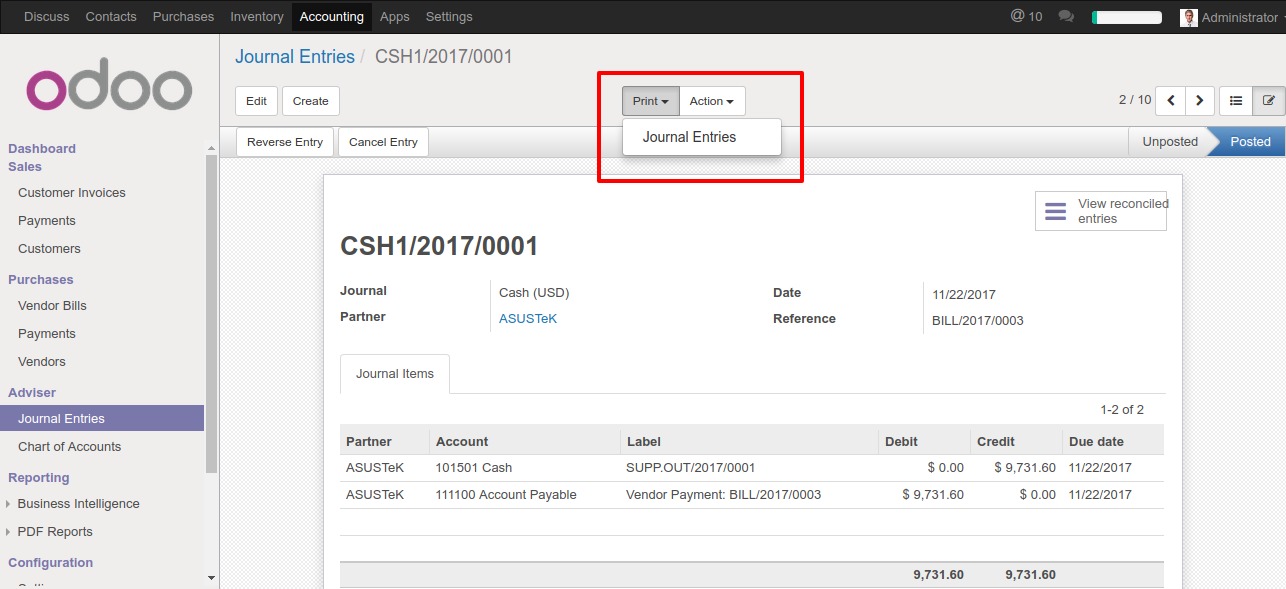 Discuss Contacts Purchases Inventory Accounting Apps Settings @ 10 Administrator
odoo
Journal Entries / CSH1/2017/0001
Edit Create Print Action 2 / 10
Journal Entries
Reverse Entry Cancel Entry Unposted Posted
Dashboard
Sales
Customer Invoices
Payments
Customers
Purchases
Vendor Bills
Payments
Vendors
Adviser
Journal Entries
Chart of Accounts
Reporting
Business Intelligence
PDF Reports
Configuration
View reconciled
entries
CSH1/2017/0001
Journal Cash (USD) Date 11/22/2017
Partner ASUSTeK Reference BILL/2017/0003
Journal Items
1-2 of 2
Partner Account Label Debit Credit Due date
ASUSTeK 101501 Cash SUPP.OUT/2017/0001 $ 0.00 $ 9,731.60 11/22/2017
ASUSTeK 111100 Account Payable Vendor Payment: BILL/2017/0003 $ 9,731.60 $ 0.00 11/22/2017
9,731.60 9,731.60